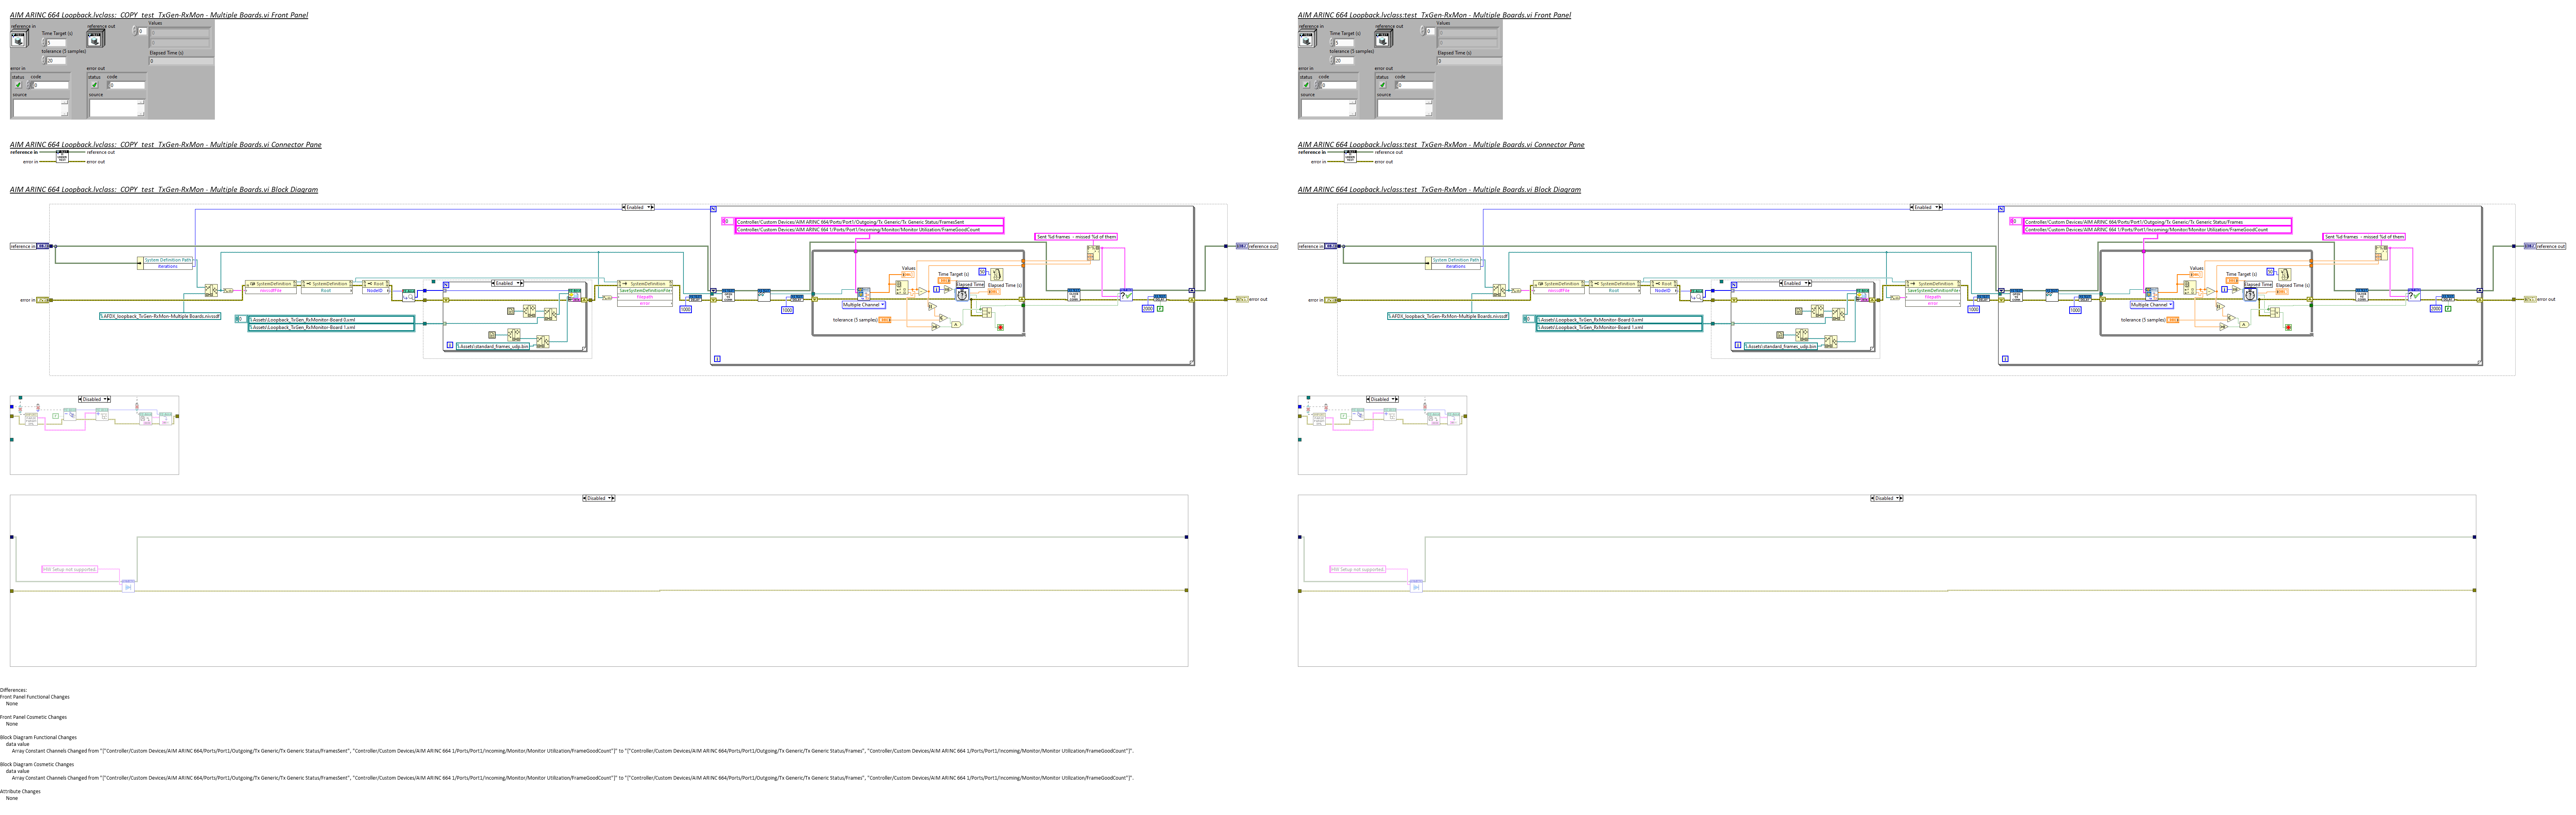 AIM ARINC 664 Loopback.lvclass:_COPY_test_TxGen-RxMon - Multiple Boards.vi Front Panel
reference in
reference out
Values
Time Target (s)
0
5
tolerance (5 samples)
Elapsed Time (s)
20
0
error in
error out
status code
status code
0
0
source
source
AIM ARINC 664 Loopback.lvclass:_COPY_test_TxGen-RxMon - Multiple Boards.vi Connector Pane
reference in
reference out
error in
error out
AIM ARINC 664 Loopback.lvclass:_COPY_test_TxGen-RxMon - Multiple Boards.vi Block Diagram
Enabled
Controller/Custom Devices/AIM ARINC 664/Ports/Port1/Outgoing/Tx Generic/Tx Generic Status/FramesSent
Controller/Custom Devices/AIM ARINC 664 1/Ports/Port1/Incoming/Monitor/Monitor Utilization/FrameGoodCount
Sent %d frames -- missed %d of them
reference in
reference out
System Definition Path
iterations
Values
Time Target (s)
Elapsed Time
Elapsed Time (s)
Enabled
SystemDefinition
nivssdfFile
SystemDefinition
Root
Root
NodeID
SystemDefinition
SaveSystemDefinitionFile
Filepath
error
error in
error out
Multiple Channel
1000
1000
2000
F
tolerance (5 samples)
\AFDX_loopback_TxGen-RxMon-Multiple Boards.nivssdf
\Assets\Loopback_TxGen_RxMonitor-Board 0.xml
\Assets\Loopback_TxGen_RxMonitor-Board 1.xml
\Assets\standard_frames_udp.bin
Disabled
Disabled
HW Setup not supported.
AIM ARINC 664 Loopback.lvclass:test_TxGen-RxMon - Multiple Boards.vi Front Panel
reference in
reference out
Values
Time Target (s)
0
5
tolerance (5 samples)
Elapsed Time (s)
20
0
error in
error out
status code
status code
0
0
source
source
AIM ARINC 664 Loopback.lvclass:test_TxGen-RxMon - Multiple Boards.vi Connector Pane
reference in
reference out
error in
error out
AIM ARINC 664 Loopback.lvclass:test_TxGen-RxMon - Multiple Boards.vi Block Diagram
Enabled
Controller/Custom Devices/AIM ARINC 664/Ports/Port1/Outgoing/Tx Generic/Tx Generic Status/Frames
Controller/Custom Devices/AIM ARINC 664 1/Ports/Port1/Incoming/Monitor/Monitor Utilization/FrameGoodCount
Sent %d frames -- missed %d of them
reference in
reference out
System Definition Path
iterations
Values
Time Target (s)
Elapsed Time
Elapsed Time (s)
Enabled
SystemDefinition
nivssdfFile
SystemDefinition
Root
Root
NodeID
SystemDefinition
SaveSystemDefinitionFile
Filepath
error
error in
error out
Multiple Channel
1000
1000
2000
F
tolerance (5 samples)
\AFDX_loopback_TxGen-RxMon-Multiple Boards.nivssdf
\Assets\Loopback_TxGen_RxMonitor-Board 0.xml
\Assets\Loopback_TxGen_RxMonitor-Board 1.xml
\Assets\standard_frames_udp.bin
Disabled
Disabled
HW Setup not supported.
Differences:
Front Panel Functional Changes
None
Front Panel Cosmetic Changes
None
Block Diagram Functional Changes
data value
Array Constant Channels Changed from "["Controller/Custom Devices/AIM ARINC 664/Ports/Port1/Outgoing/Tx Generic/Tx Generic Status/FramesSent", "Controller/Custom Devices/AIM ARINC 664 1/Ports/Port1/Incoming/Monitor/Monitor Utilization/FrameGoodCount"]" to "["Controller/Custom Devices/AIM ARINC 664/Ports/Port1/Outgoing/Tx Generic/Tx Generic Status/Frames", "Controller/Custom Devices/AIM ARINC 664 1/Ports/Port1/Incoming/Monitor/Monitor Utilization/FrameGoodCount"]".
Block Diagram Cosmetic Changes
data value
Array Constant Channels Changed from "["Controller/Custom Devices/AIM ARINC 664/Ports/Port1/Outgoing/Tx Generic/Tx Generic Status/FramesSent", "Controller/Custom Devices/AIM ARINC 664 1/Ports/Port1/Incoming/Monitor/Monitor Utilization/FrameGoodCount"]" to "["Controller/Custom Devices/AIM ARINC 664/Ports/Port1/Outgoing/Tx Generic/Tx Generic Status/Frames", "Controller/Custom Devices/AIM ARINC 664 1/Ports/Port1/Incoming/Monitor/Monitor Utilization/FrameGoodCount"]".
Attribute Changes
None